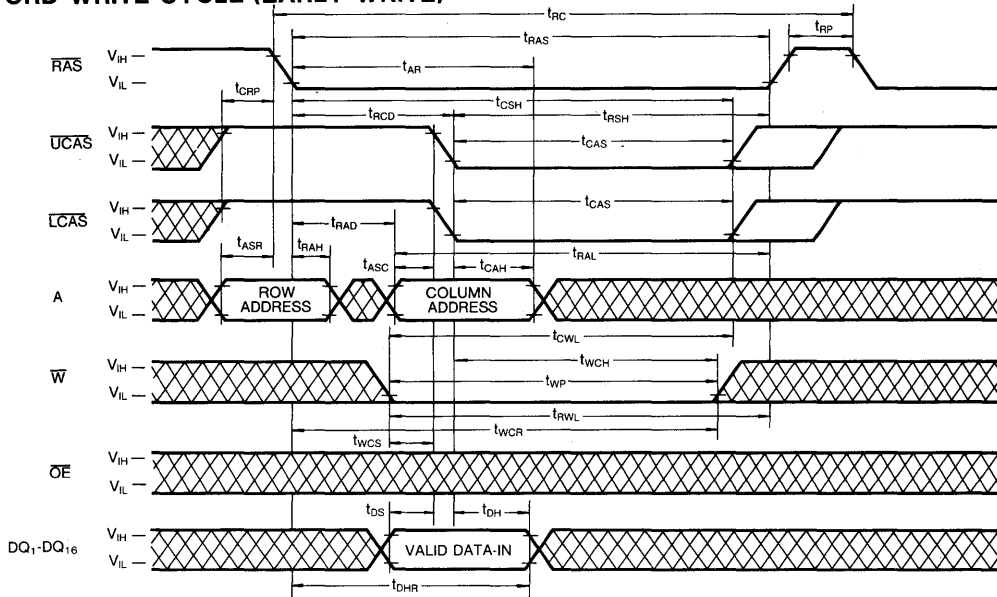 WORD WRITE CYCLE (EARLY WRITE)
tRC
tRP
tRAS
tAR
RAS
VIH
VIL
tCRP
tCSH
tRCD
tRSH
UCAS
VIH
VIL
tCAS
LCAS
VIH
VIL
tCAS
tRAD
tASR
tRAH
tRAL
tASC
tCAH
A
VIH
VIL
ROW ADDRESS
COLUMN ADDRESS
tCWL
tWCH
W
VIH
VIL
tWP
tRWL
tWCR
tWCS
OE
VIH
VIL
tDS
tDH
DQ1-DQ16
VIH
VIL
VALID DATA-IN
tDHR